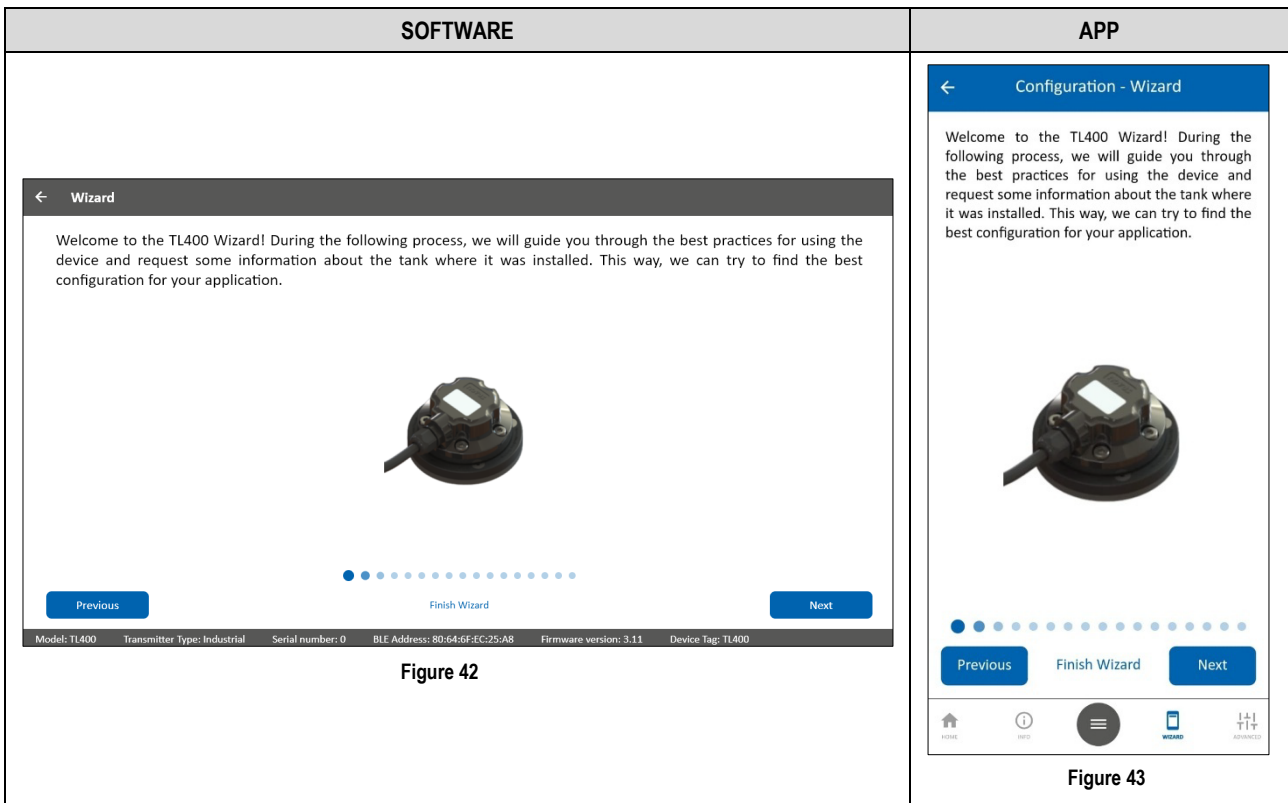 SOFTWARE
APP
← Wizard
Welcome to the TL400 Wizard! During the following process, we will guide you through the best practices for using the
device and request some information about the tank where it was installed. This way, we can try to find the best
configuration for your application.
Previous
Finish Wizard
Next
Model: TL400 Transmitter Type: Industrial Serial number: 0 BLE Address: 80:64:6F:EC:25:A8 Firmware version: 3.11 Device Tag: TL400
Figure 42
← Configuration - Wizard
Welcome to the TL400 Wizard! During the
following process, we will guide you through
the best practices for using the device and
request some information about the tank where
it was installed. This way, we can try to find the
best configuration for your application.
Previous
Finish Wizard
Next
HOME
INFO
WIZARD
ADVANCED
Figure 43